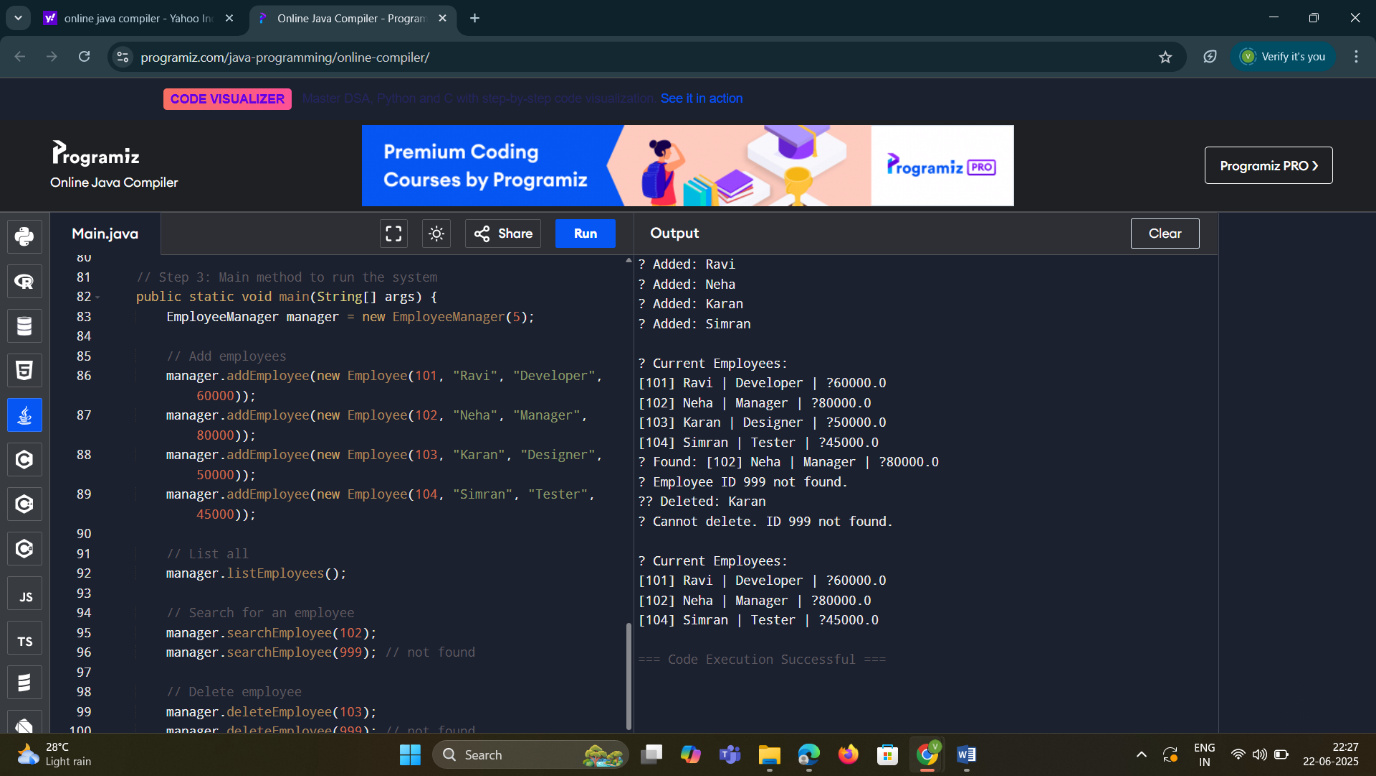 online java compiler - Yahoo In
Online Java Compiler - Program
programiz.com/java-programming/online-compiler/
Verify it's you
CODE VISUALIZER Master DSA, Python and C with step-by-step code visualization. See it in action
Programiz
Online Java Compiler
Premium Coding
Courses by Programiz
Programiz PRO
Programiz PRO
Main.java
Share
Run
Output
Clear
80
81 // Step 3: Main method to run the system
82 public static void main(String[] args) {
83 EmployeeManager manager = new EmployeeManager(5);
84
85 // Add employees
86 manager.addEmployee(new Employee(101, "Ravi", "Developer",
60000));
87 manager.addEmployee(new Employee(102, "Neha", "Manager",
80000));
88 manager.addEmployee(new Employee(103, "Karan", "Designer",
50000));
89 manager.addEmployee(new Employee(104, "Simran", "Tester",
45000));
90
91 // List all
92 manager.listEmployees();
93
94 // Search for an employee
95 manager.searchEmployee(102);
96 manager.searchEmployee(999); // not found
97
98 // Delete employee
99 manager.deleteEmployee(103);
100 manager.deleteEmployee(999); // not found
? Added: Ravi
? Added: Neha
? Added: Karan
? Added: Simran
? Current Employees:
[101] Ravi | Developer | ?60000.0
[102] Neha | Manager | ?80000.0
[103] Karan | Designer | ?50000.0
[104] Simran | Tester | ?45000.0
? Found: [102] Neha | Manager | ?80000.0
? Employee ID 999 not found.
?? Deleted: Karan
? Cannot delete. ID 999 not found.
? Current Employees:
[101] Ravi | Developer | ?60000.0
[102] Neha | Manager | ?80000.0
[104] Simran | Tester | ?45000.0
=== Code Execution Successful ===
JS
TS
28°C
Light rain
Search
ENG
IN
22:27
22-06-2025